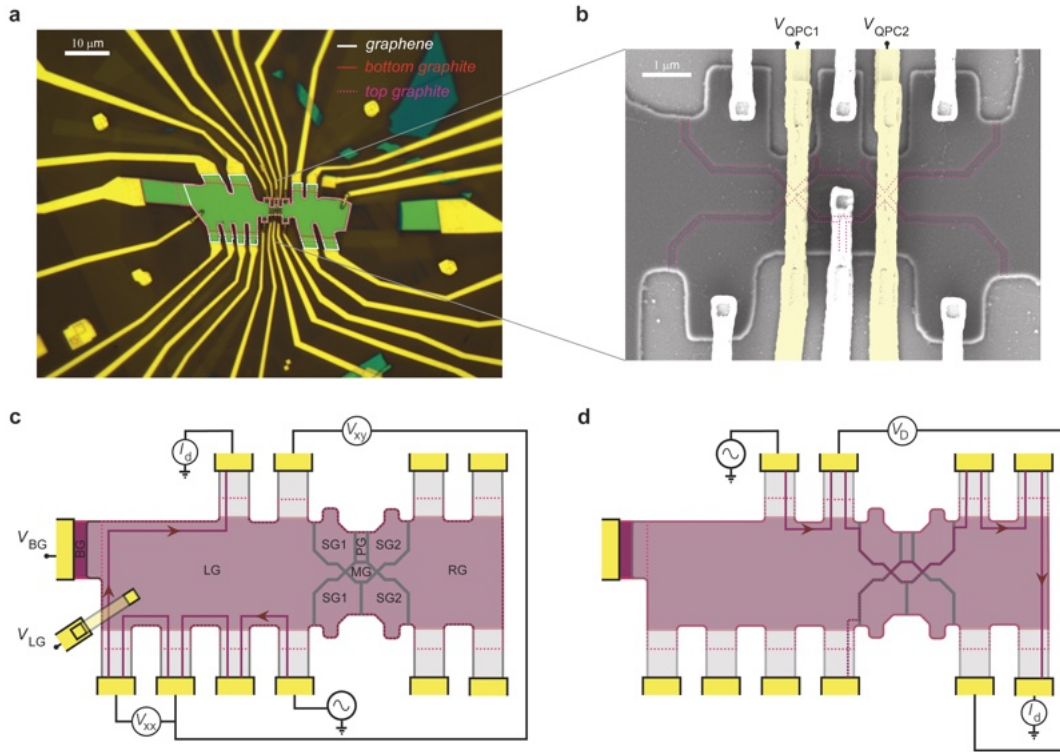 a
10 μm
graphene
bottom graphite
top graphite
b
V_QPC1
V_QPC2
1 μm
c
I_d
V_xy
V_BG
BG
LG
SG1
PG
SG2
MG
SG1
SG2
RG
V_LG
V_xx
d
V_D
I_d